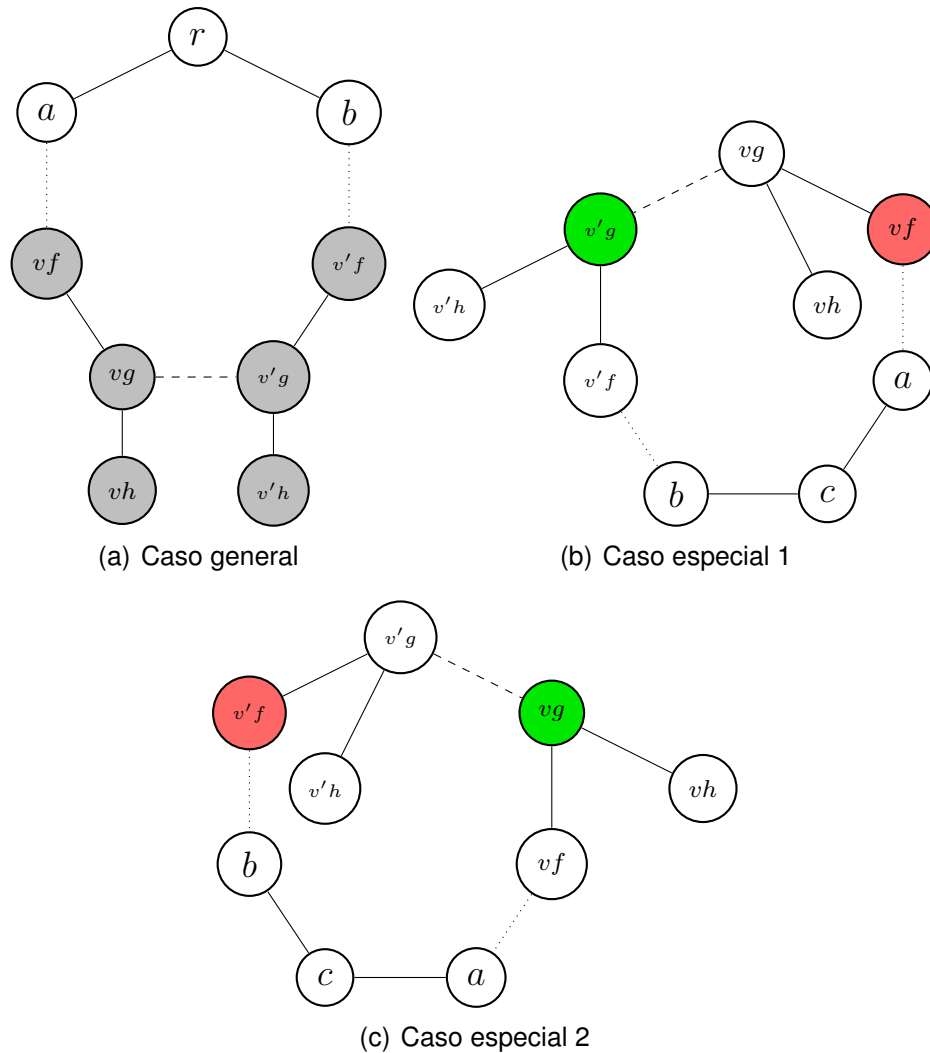 r
a
b
vf
v'f
vg
v'g
vh
v'h
(a) Caso general
vg
v'g
vf
v'h
vh
v'f
a
b
c
(b) Caso especial 1
v'g
v'f
vg
v'h
vh
b
vf
c
a
(c) Caso especial 2